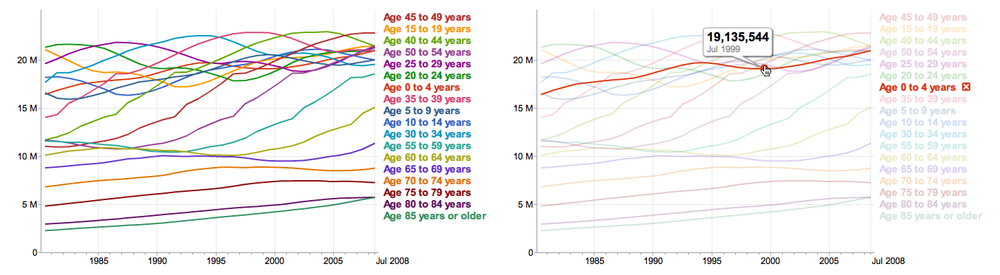 Age 45 to 49 years
Age 15 to 19 years
Age 40 to 44 years
Age 50 to 54 years
Age 25 to 29 years
Age 20 to 24 years
Age 0 to 4 years
Age 35 to 39 years
Age 5 to 9 years
Age 10 to 14 years
Age 30 to 34 years
Age 55 to 59 years
Age 60 to 64 years
Age 65 to 69 years
Age 70 to 74 years
Age 75 to 79 years
Age 80 to 84 years
Age 85 years or older
20 M
15 M
10 M
5 M
0
1985
1990
1995
2000
2005
Jul 2008
19,135,544
Jul 1999
Age 45 to 49 years
Age 15 to 19 years
Age 40 to 44 years
Age 50 to 54 years
Age 25 to 29 years
Age 20 to 24 years
Age 0 to 4 years
Age 35 to 39 years
Age 5 to 9 years
Age 10 to 14 years
Age 30 to 34 years
Age 55 to 59 years
Age 60 to 64 years
Age 65 to 69 years
Age 70 to 74 years
Age 75 to 79 years
Age 80 to 84 years
Age 85 years or older
20 M
15 M
10 M
5 M
0
1985
1990
1995
2000
2005
Jul 2008